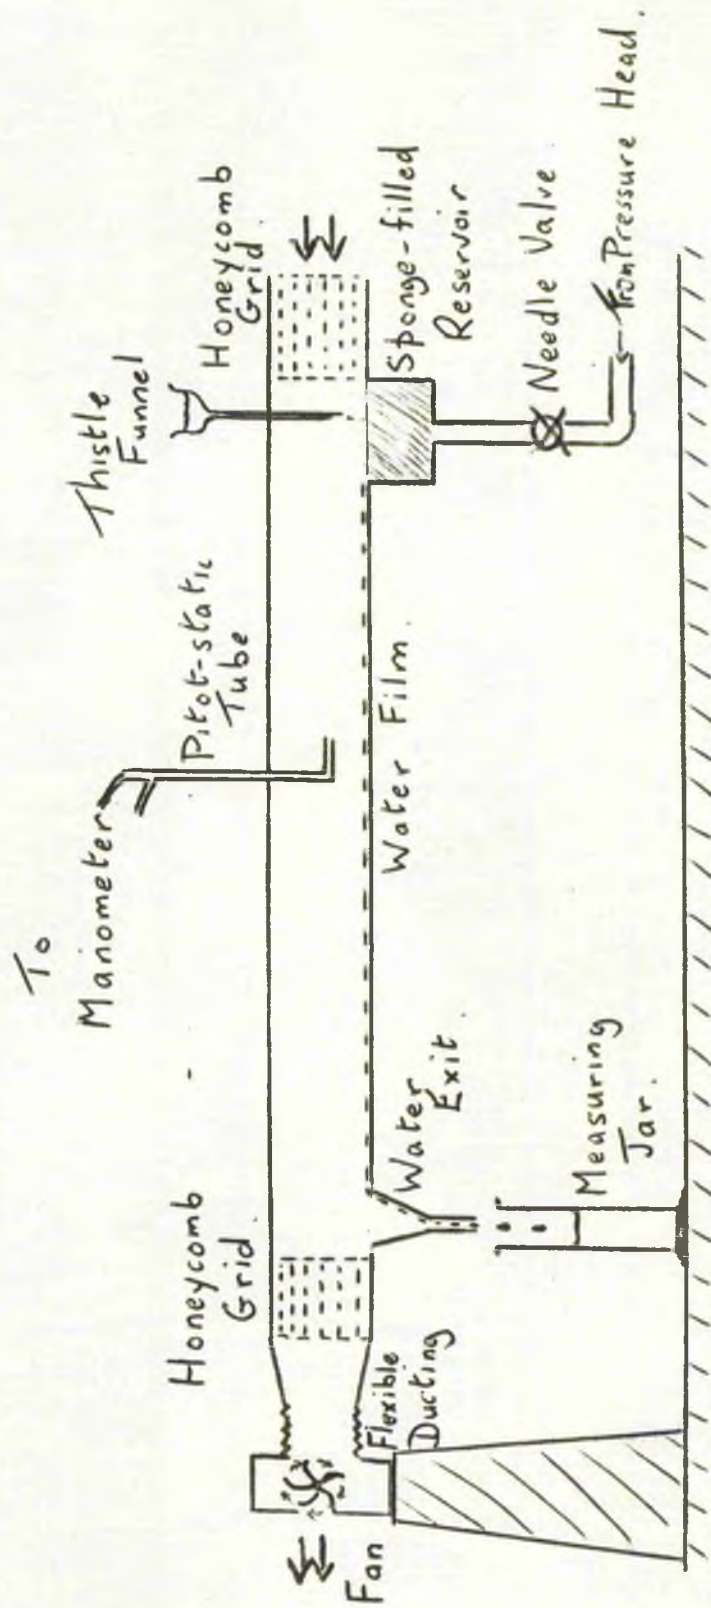 To
Manometer
Thistle
Funnel
Pitot-static
Tube
Honeycomb
Grid
Honeycomb
Grid
Fan
Flexible
Ducting
Water
Exit
Water Film.
Sponge-filled
Reservoir
Measuring
Jar.
Needle Valve
From Pressure Head.